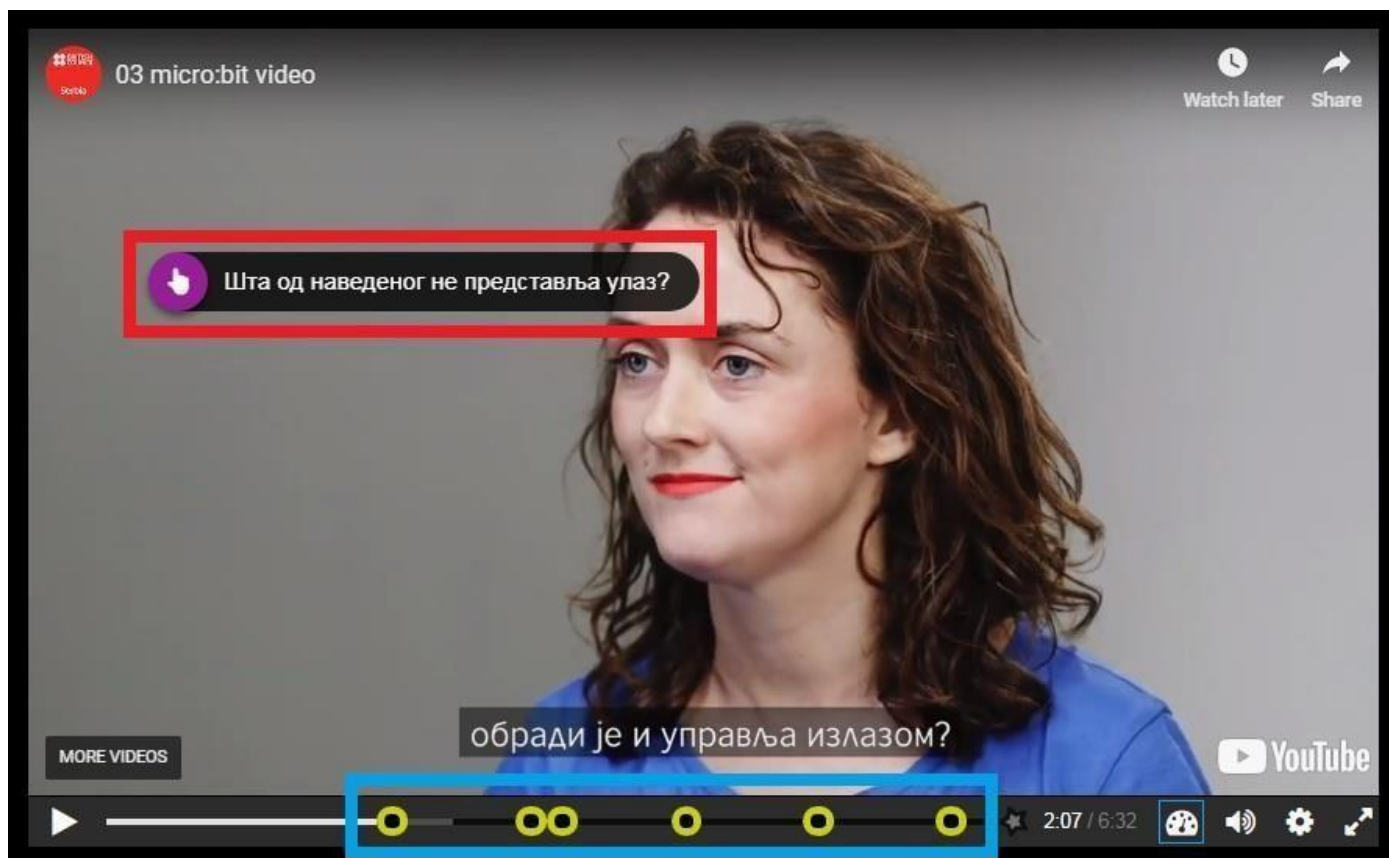 Serbia
03 micro:bit video
Watch later
Share
Шта од наведеног не представља улаз?
обради је и управља излазом?
MORE VIDEOS
YouTube
2:07 / 6:32